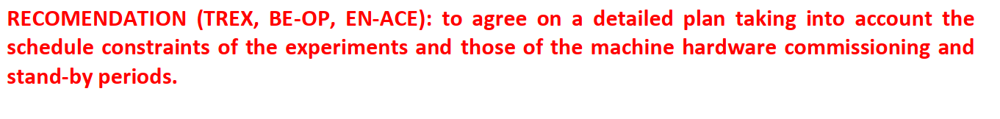 RECOMENDATION (TREX, BE-OP, EN-ACE): to agree on a detailed plan taking into account the
schedule constraints of the experiments and those of the machine hardware commissioning and
stand-by periods.